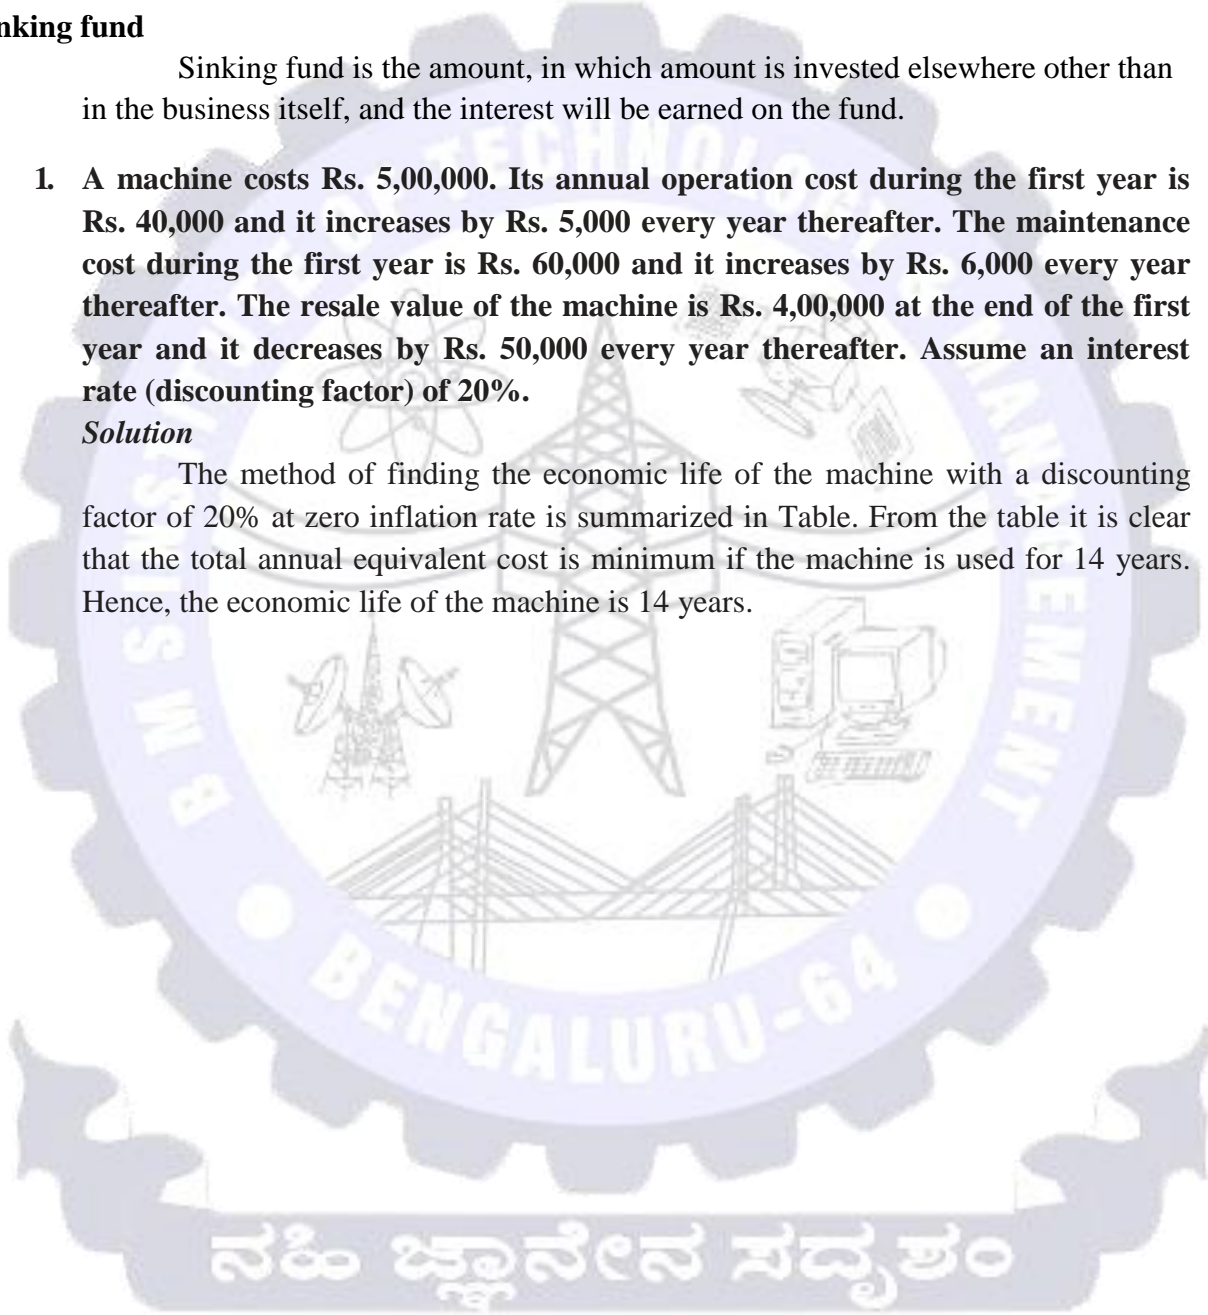 nking fund
Sinking fund is the amount, in which amount is invested elsewhere other than
in the business itself, and the interest will be earned on the fund.
1. A machine costs Rs. 5,00,000. Its annual operation cost during the first year is
Rs. 40,000 and it increases by Rs. 5,000 every year thereafter. The maintenance
cost during the first year is Rs. 60,000 and it increases by Rs. 6,000 every year
thereafter. The resale value of the machine is Rs. 4,00,000 at the end of the first
year and it decreases by Rs. 50,000 every year thereafter. Assume an interest
rate (discounting factor) of 20%.
Solution
The method of finding the economic life of the machine with a discounting
factor of 20% at zero inflation rate is summarized in Table. From the table it is clear
that the total annual equivalent cost is minimum if the machine is used for 14 years.
Hence, the economic life of the machine is 14 years.
B M S INSTITUTE OF TECHNOLOGY & MANAGEMENT
BENGALURU-64
ನಹಿ ಜ್ಞಾನೇನ ಸದೃಶಂ